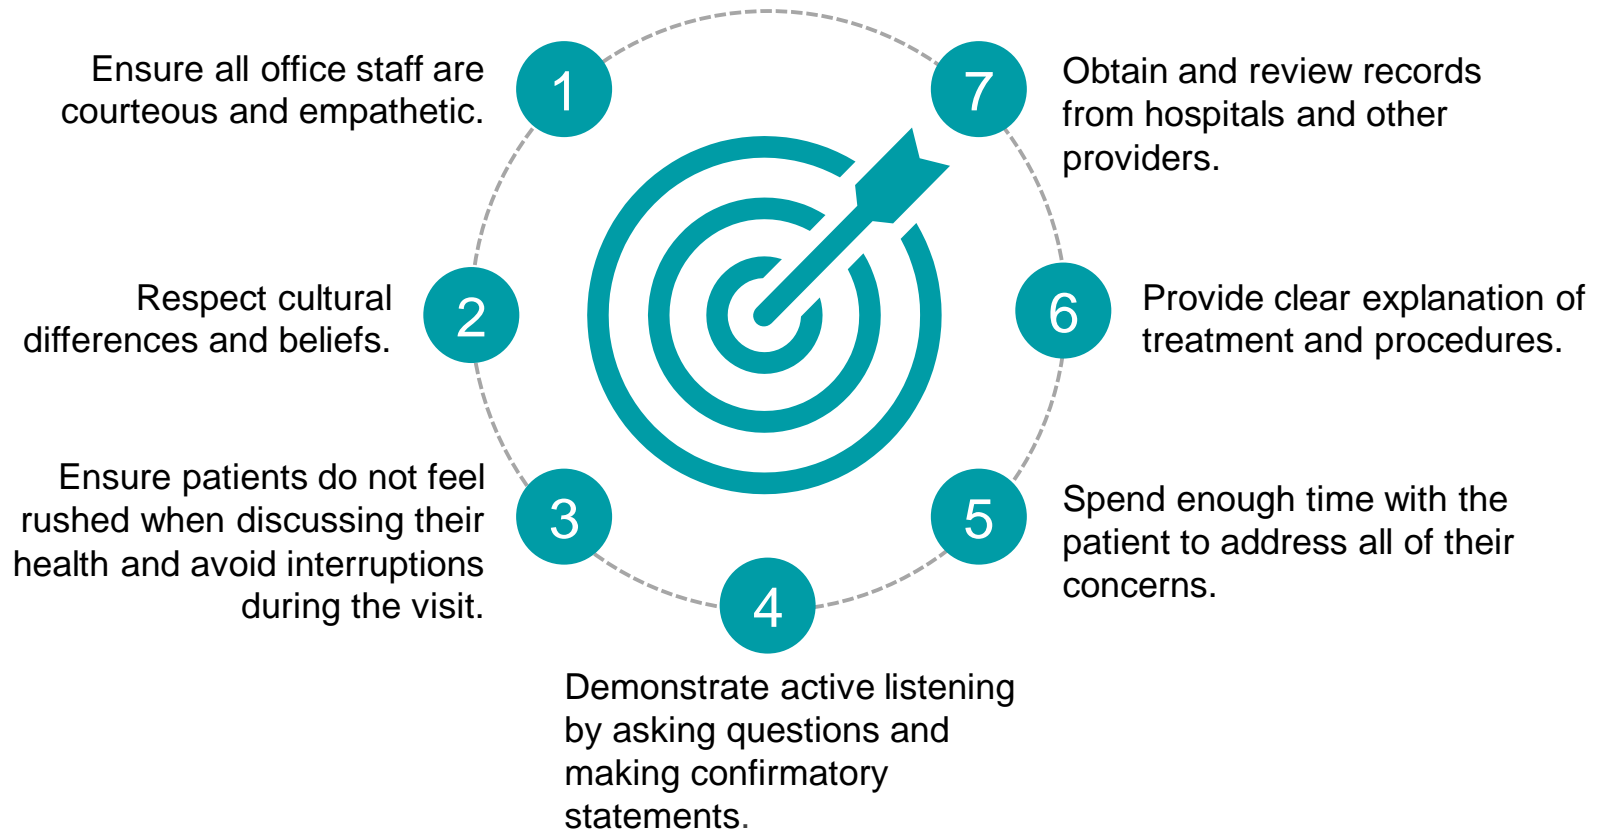 1
Ensure all office staff are
courteous and empathetic.
2
Respect cultural
differences and beliefs.
3
Ensure patients do not feel
rushed when discussing their
health and avoid interruptions
during the visit.
4
Demonstrate active listening
by asking questions and
making confirmatory
statements.
5
Spend enough time with the
patient to address all of their
concerns.
6
Provide clear explanation of
treatment and procedures.
7
Obtain and review records
from hospitals and other
providers.